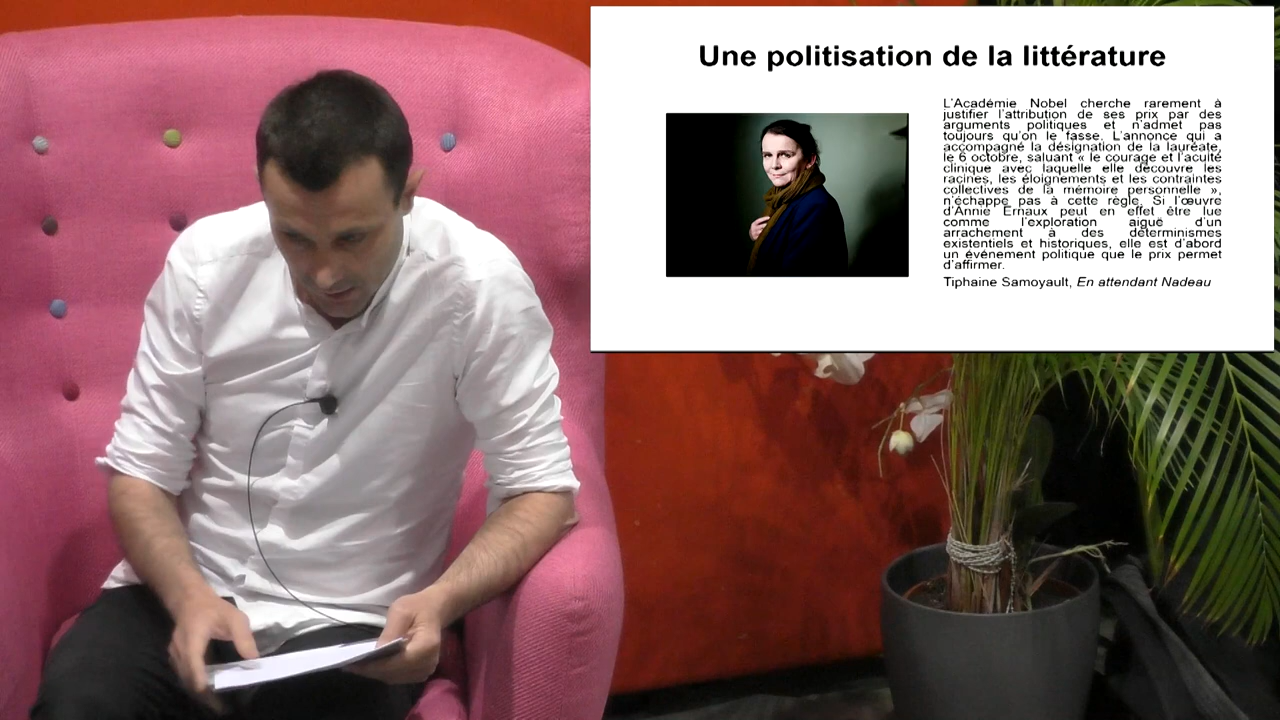 Une politisation de la littérature
L'Académie Nobel cherche rarement à
justifier l'attribution de ses prix par des
arguments politiques et n'admet pas
toujours qu'on le fasse. L'annonce qui a
accompagné la désignation de la lauréate,
le 6 octobre, saluant « le courage et l'acuité
clinique avec laquelle elle découvre les
racines, les éloignements et les contraintes
collectives de la mémoire personnelle »,
n'échappe pas à cette règle. Si l'œuvre
d'Annie Ernaux peut en effet être lue
comme l'exploration aiguë d'un
arrachement à des déterminismes
existentiels et historiques, elle est d'abord
un événement politique que le prix permet
d'affirmer.
Tiphaine Samoyault, En attendant Nadeau